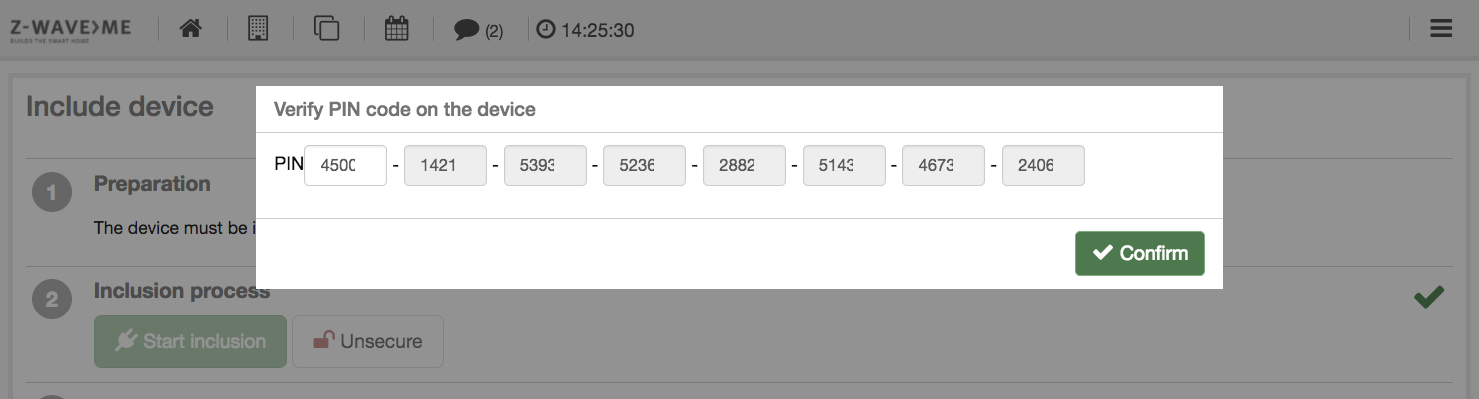 Z-WAVE>ME
BUILDS THE SMART HOME
(2)
14:25:30
Include device
Verify PIN code on the device
PIN 4500 - 1421 - 5393 - 5236 - 2882 - 5143 - 4673 - 2406
1 Preparation
The device must be i
Confirm
2 Inclusion process
Start inclusion Unsecure